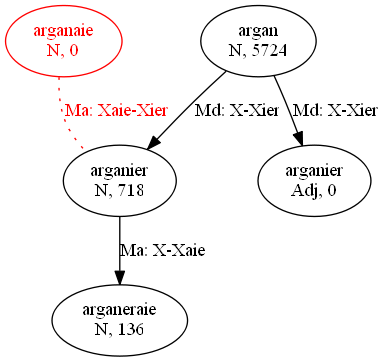 arganaie
N, 0
argan
N, 5724
Ma: Xaie-Xier
Md: X-Xier
Md: X-Xier
arganier
N, 718
arganier
Adj, 0
Ma: X-Xaie
arganeraie
N, 136